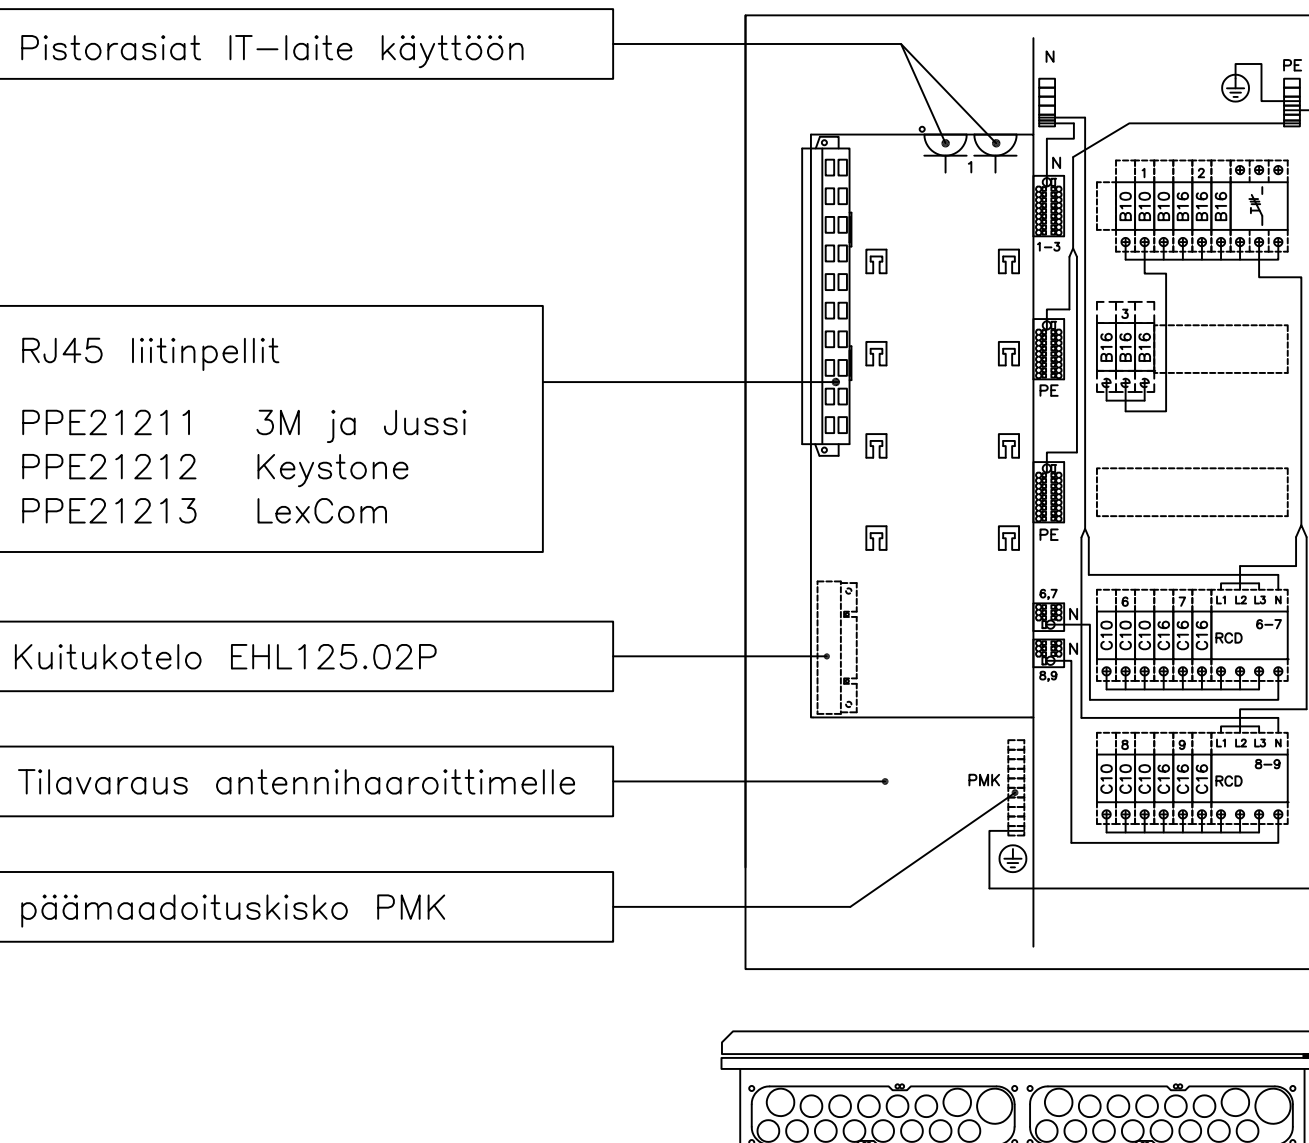 Pistorasiat IT-laite käyttöön
RJ45 liitinpellit
PPE21211 3M ja Jussi
PPE21212 Keystone
PPE21213 LexCom
Kuitukotelo EHL125.02P
Tilavaraus antennihaaroittimelle
päämaadoituskisko PMK
N
PE
1
N
1-3
1 2
B10 B10 B10 B16 B16 B16
3
B16 B16 B16
PE
PE
6,7
N
N
8,9
6 7 L1 L2 L3 N
C10 C10 C10 C16 C16 C16 RCD 6-7
8 9 L1 L2 L3 N
C10 C10 C10 C16 C16 C16 RCD 8-9
PMK